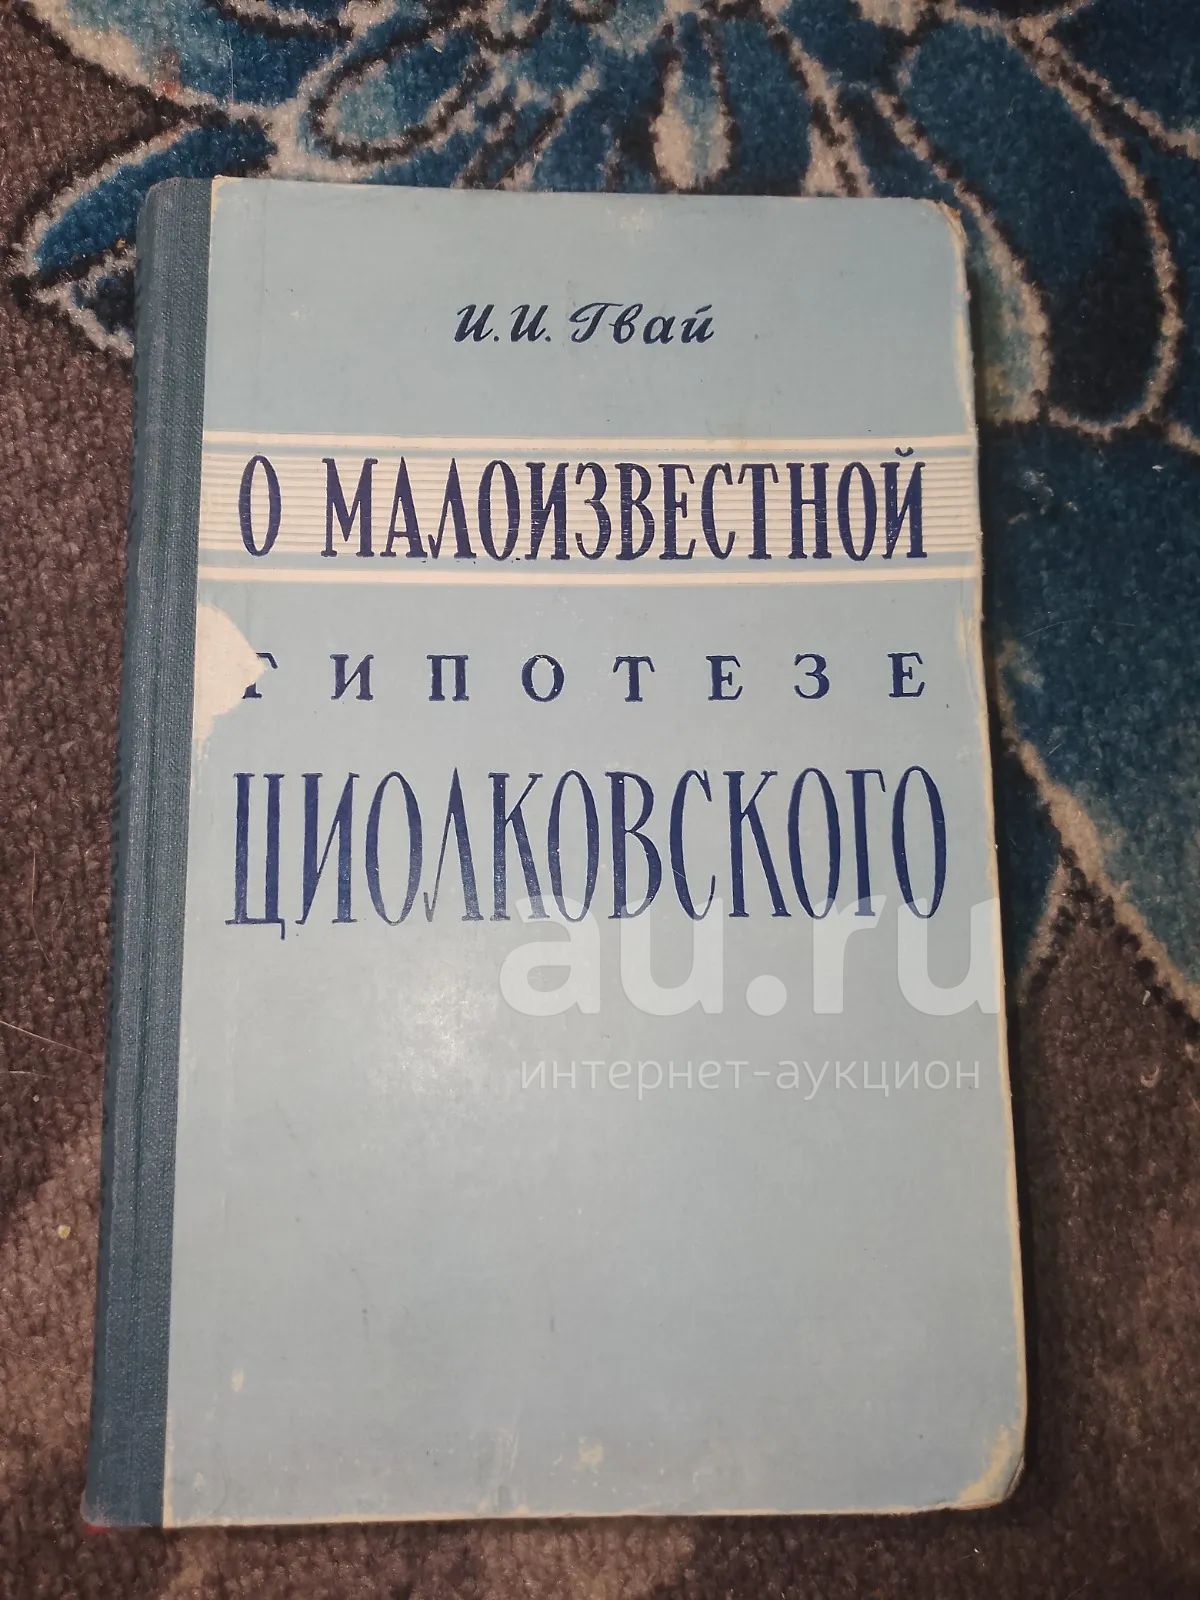 И.И. Гвай
О МАЛОИЗВЕСТНОЙ
ГИПОТЕЗЕ
ЦИОЛКОВСКОГО
au.ru
интернет-аукцион